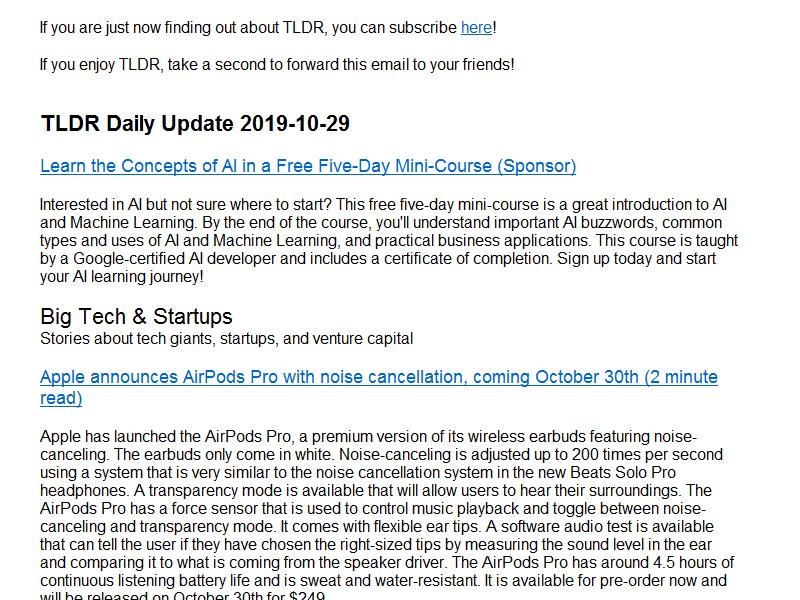 If you are just now finding out about TLDR, you can subscribe here!
If you enjoy TLDR, take a second to forward this email to your friends!
TLDR Daily Update 2019-10-29
Learn the Concepts of AI in a Free Five-Day Mini-Course (Sponsor)
Interested in AI but not sure where to start? This free five-day mini-course is a great introduction to AI
and Machine Learning. By the end of the course, you'll understand important AI buzzwords, common
types and uses of AI and Machine Learning, and practical business applications. This course is taught
by a Google-certified AI developer and includes a certificate of completion. Sign up today and start
your AI learning journey!
Big Tech & Startups
Stories about tech giants, startups, and venture capital
Apple announces AirPods Pro with noise cancellation, coming October 30th (2 minute
read)
Apple has launched the AirPods Pro, a premium version of its wireless earbuds featuring noise-
canceling. The earbuds only come in white. Noise-canceling is adjusted up to 200 times per second
using a system that is very similar to the noise cancellation system in the new Beats Solo Pro
headphones. A transparency mode is available that will allow users to hear their surroundings. The
AirPods Pro has a force sensor that is used to control music playback and toggle between noise-
canceling and transparency mode. It comes with flexible ear tips. A software audio test is available
that can tell the user if they have chosen the right-sized tips by measuring the sound level in the ear
and comparing it to what is coming from the speaker driver. The AirPods Pro has around 4.5 hours of
continuous listening battery life and is sweat and water-resistant. It is available for pre-order now and
will be released on October 30th for $249.